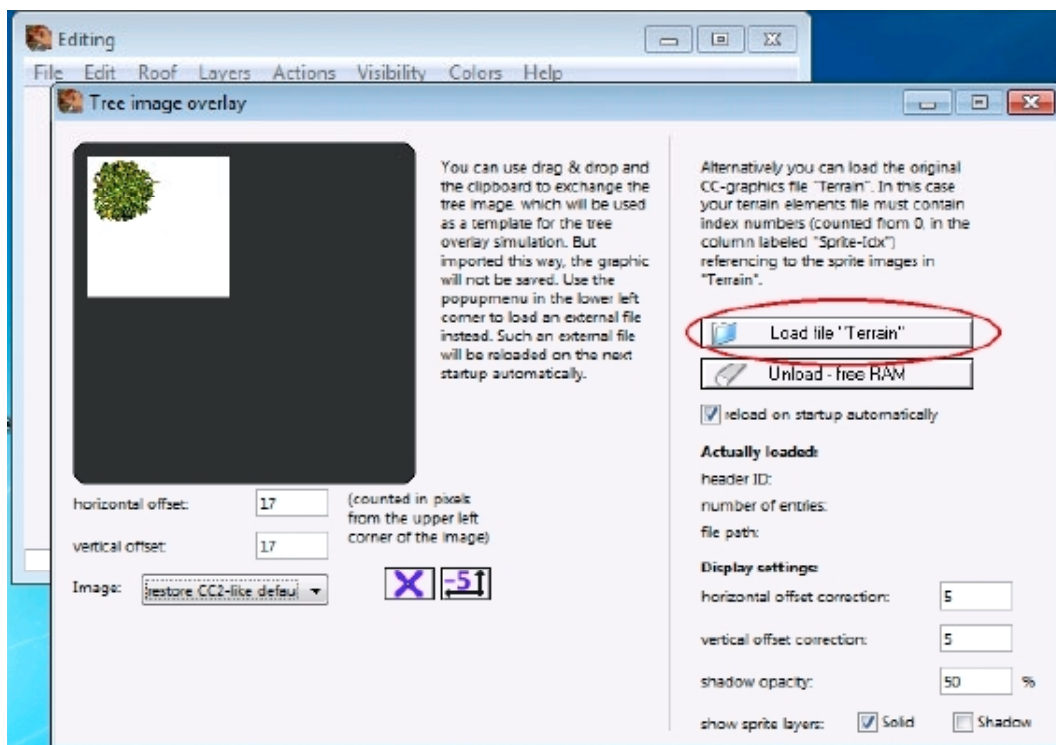 Editing
File Edit Roof Layers Actions Visibility Colors Help
Tree image overlay
You can use drag & drop and
the clipboard to exchange the
tree image, which will be used
as a template for the tree
overlay simulation. But
imported this way, the graphic
will not be saved. Use the
popupmenu in the lower left
corner to load an external file
instead. Such an external file
will be reloaded on the next
startup automatically.
horizontal offset:
17
(counted in pixels
from the upper left
corner of the image)
vertical offset:
17
Image:
restore CC2-like defaul
-5
Alternatively you can load the original
CC-graphics file "Terrain". In this case
your terrain elements file must contain
index numbers (counted from 0, in the
column labeled "Sprite-Idx")
referencing to the sprite images in
"Terrain".
Load file "Terrain"
Unload - free RAM
reload on startup automatically
Actually loaded:
header ID:
number of entries:
file path:
Display settings:
horizontal offset correction:
5
vertical offset correction:
5
shadow opacity:
50 %
show sprite layers: Solid Shadow